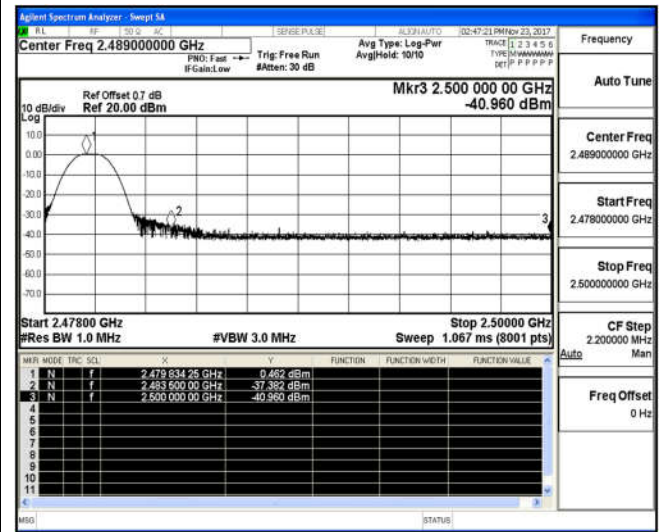 Agilent Spectrum Analyzer - Swept SA
RL RF 50 Ω AC SENSE:PULSE ALIGNAUTO 02:47:21 PM Nov 23, 2017
Center Freq 2.489000000 GHz
PNO: Fast
IFGain:Low
Trig: Free Run
#Atten: 30 dB
Avg Type: Log-Pwr
Avg|Hold: 10/10
TRACE 1 2 3 4 5 6
TYPE MWWWWW
DET P P P P P P
Ref Offset 0.7 dB
Ref 20.00 dBm
10 dB/div
Log
Mkr3 2.500 000 00 GHz
-40.960 dBm
10.0
0.00
-10.0
-20.0
-30.0
-40.0
-60.0
-70.0
1
2
3
Start 2.47800 GHz
Stop 2.50000 GHz
#Res BW 1.0 MHz
#VBW 3.0 MHz
Sweep 1.067 ms (8001 pts)
MKR MODE TRC SCL X Y FUNCTION FUNCTION WIDTH FUNCTION VALUE
1 N f 2.479 834 25 GHz 0.462 dBm
2 N f 2.483 500 00 GHz -37.382 dBm
3 N f 2.500 000 00 GHz -40.960 dBm
4
5
6
7
8
9
10
11
MSG
STATUS
Frequency
Auto Tune
Center Freq
2.489000000 GHz
Start Freq
2.478000000 GHz
Stop Freq
2.500000000 GHz
CF Step
2.200000 MHz
Auto Man
Freq Offset
0 Hz